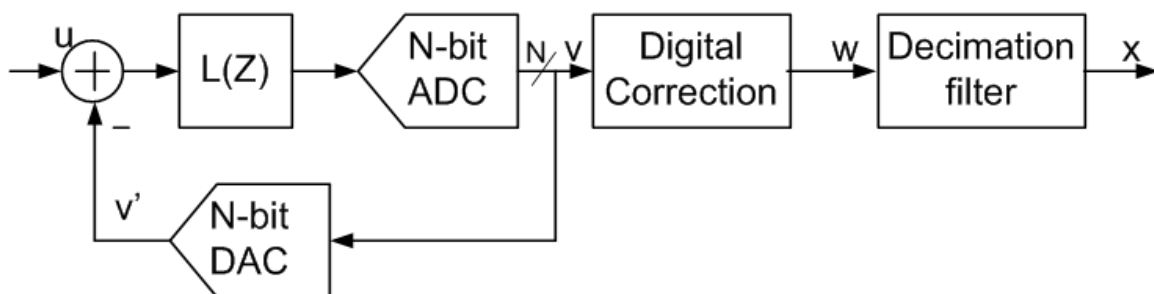 u
L(Z)
N-bit
ADC
N
v
Digital
Correction
w
Decimation
filter
x
–
v'
N-bit
DAC